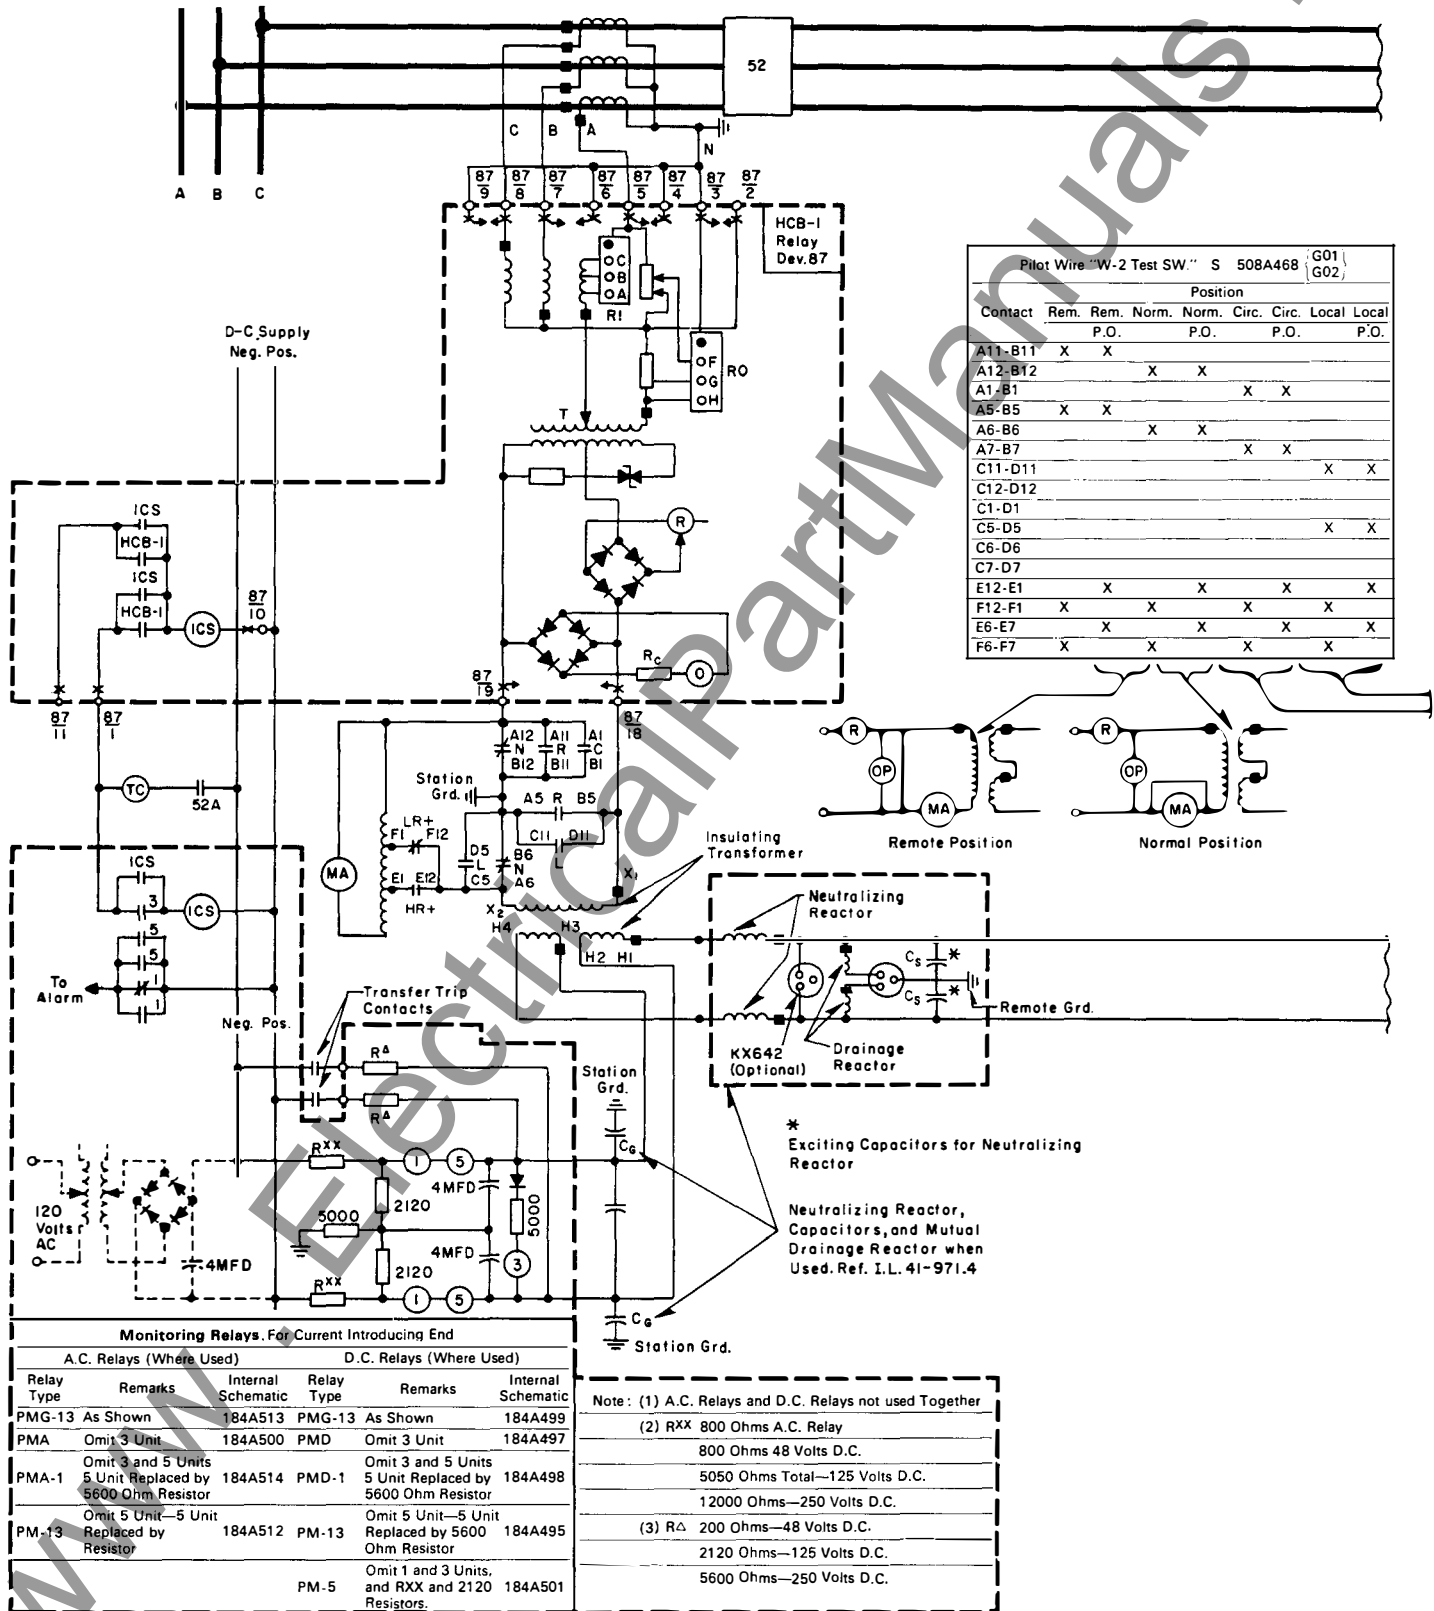 52
C B A
N
A B C
87/9 87/8 87/7 87/6 87/5 87/4 87/3 87/2
HCB-1
Relay
Dev.87
C
B
A
R1
F
G
H
RO
T
D-C Supply
Neg. Pos.
Pilot Wire "W-2 Test SW." S 508A468 G01
G02
Position
Contact Rem. Rem. Norm. Norm. Circ. Circ. Local Local
P.O. P.O. P.O. P.O.
A11-B11 X X
A12-B12 X X
A1-B1 X X
A5-B5 X X
A6-B6 X X
A7-B7 X X
C11-D11 X X
C12-D12
C1-D1
C5-D5 X X
C6-D6
C7-D7
E12-E1 X X X X
F12-F1 X X X X
E6-E7 X X X X
F6-F7 X X X X
ICS
HCB-1
ICS
HCB-1
ICS
87/10
R
Rc
O
87/19
87/11 87/1
87/18
A12 A11 A1
N R C
B12 B11 B1
Station
Grd.
A5 R B5
C11 D11
L
TC
52A
LR+
F1 F12
E1 E12
HR+
D5
L
C5
B6
N
A6
MA
X1
X2
H4 H3
H2 H1
Insulating
Transformer
R
OP
MA
Remote Position
R
OP
MA
Normal Position
ICS
3
ICS
5
5
1
1
To
Alarm
Neg. Pos.
Transfer Trip
Contacts
R△
R△
Neutralizing
Reactor
Cs *
Cs *
Remote Grd.
KX642
(Optional)
Drainage
Reactor
Station
Grd.
CG
*
Exciting Capacitors for Neutralizing
Reactor
Neutralizing Reactor,
Capacitors, and Mutual
Drainage Reactor when
Used. Ref. I.L. 41-971.4
120
Volts
AC
4MFD
RXX
1 5
4MFD
2120
5000
5000
4MFD
2120
3
RXX
1 5
CG
Station Grd.
Monitoring Relays. For Current Introducing End
A.C. Relays (Where Used) D.C. Relays (Where Used)
Relay Type Remarks Internal Schematic Relay Type Remarks Internal Schematic
PMG-13 As Shown 184A513 PMG-13 As Shown 184A499
PMA Omit 3 Unit 184A500 PMD Omit 3 Unit 184A497
PMA-1 Omit 3 and 5 Units 5 Unit Replaced by 5600 Ohm Resistor 184A514 PMD-1 Omit 3 and 5 Units 5 Unit Replaced by 5600 Ohm Resistor 184A498
PM-13 Omit 5 Unit—5 Unit Replaced by Resistor 184A512 PM-13 Omit 5 Unit—5 Unit Replaced by 5600 Ohm Resistor 184A495
PM-5 Omit 1 and 3 Units, and RXX and 2120 Resistors. 184A501
Note: (1) A.C. Relays and D.C. Relays not used Together
(2) RXX 800 Ohms A.C. Relay
800 Ohms 48 Volts D.C.
5050 Ohms Total—125 Volts D.C.
12000 Ohms—250 Volts D.C.
(3) R△ 200 Ohms—48 Volts D.C.
2120 Ohms—125 Volts D.C.
5600 Ohms—250 Volts D.C.
www.ElectricalPartManuals